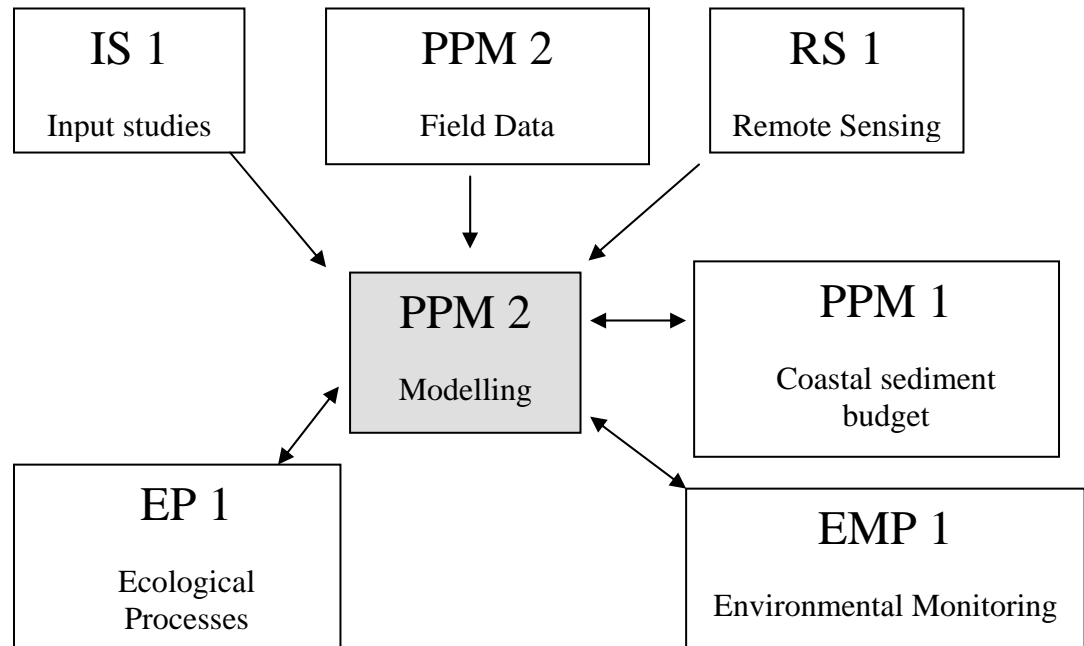 IS 1
Input studies
PPM 2
Field Data
RS 1
Remote Sensing
PPM 2
Modelling
PPM 1
Coastal sediment
budget
EP 1
Ecological
Processes
EMP 1
Environmental Monitoring